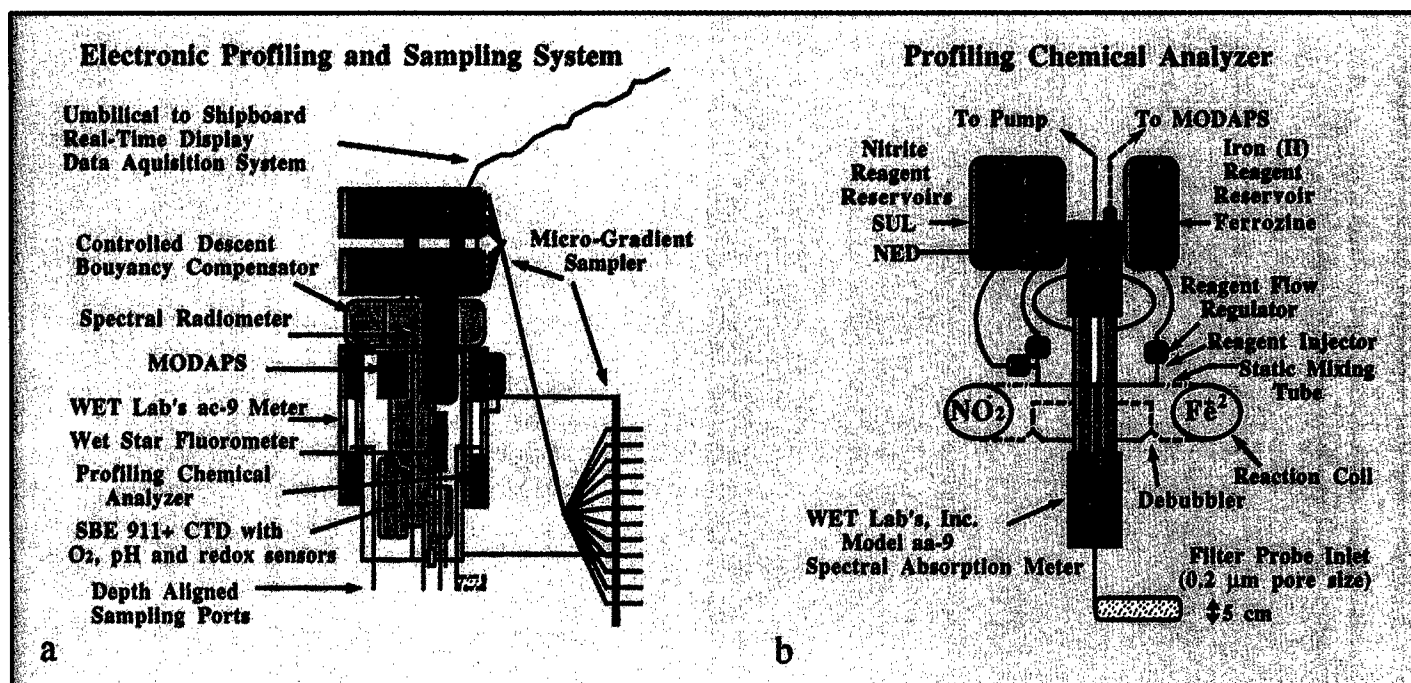 Electronic Profiling and Sampling System
Umbilical to Shipboard
Real-Time Display
Data Aquisition System
Controlled Descent
Bouyancy Compensator
Spectral Radiometer
MODAPS
WET Lab's ac-9 Meter
Wet Star Fluorometer
Profiling Chemical
Analyzer
SBE 911+ CTD with
O₂, pH and redox sensors
Depth Aligned
Sampling Ports
Micro-Gradient
Sampler
a
Profiling Chemical Analyzer
To Pump
To MODAPS
Nitrite
Reagent
Reservoirs
SUL
NED
Iron (II)
Reagent
Reservoir
Ferrozine
Reagent Flow
Regulator
Reagent Injector
Static Mixing
Tube
NO₂
Fe²
Reaction Coil
Debubbler
WET Lab's, Inc.
Model aa-9
Spectral Absorption Meter
Filter Probe Inlet
(0.2 µm pore size)
5 cm
b